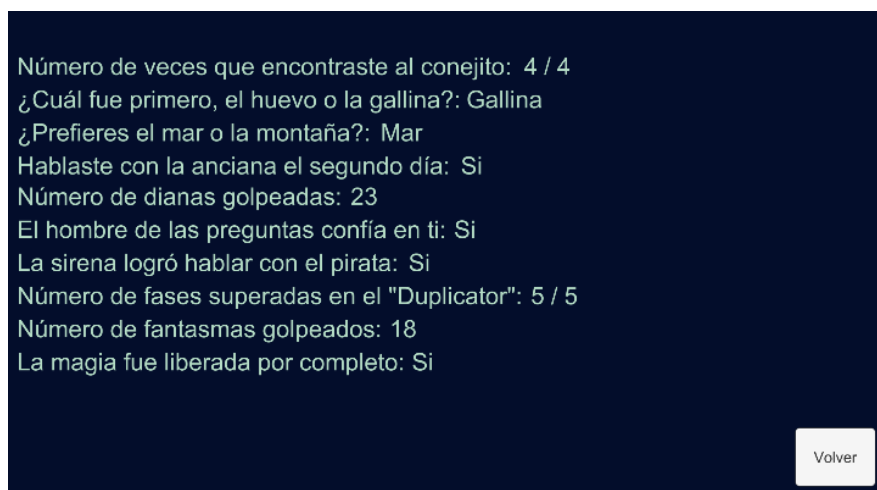 Número de veces que encontraste al conejito: 4 / 4
¿Cuál fue primero, el huevo o la gallina?: Gallina
¿Prefieres el mar o la montaña?: Mar
Hablaste con la anciana el segundo día: Si
Número de dianas golpeadas: 23
El hombre de las preguntas confía en ti: Si
La sirena logró hablar con el pirata: Si
Número de fases superadas en el "Duplicator": 5 / 5
Número de fantasmas golpeados: 18
La magia fue liberada por completo: Si
Volver